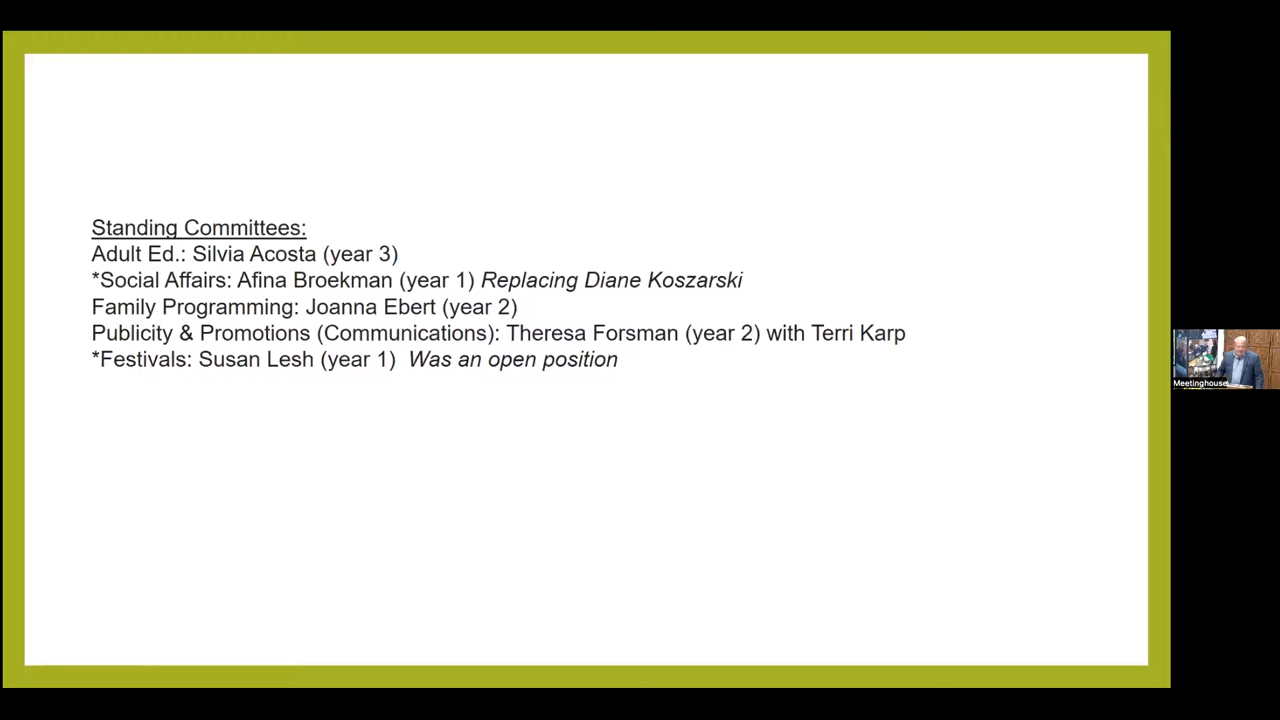 Standing Committees:
Adult Ed.: Silvia Acosta (year 3)
*Social Affairs: Afina Broekman (year 1) Replacing Diane Koszarski
Family Programming: Joanna Ebert (year 2)
Publicity & Promotions (Communications): Theresa Forsman (year 2) with Terri Karp
*Festivals: Susan Lesh (year 1) Was an open position
Meetinghouse